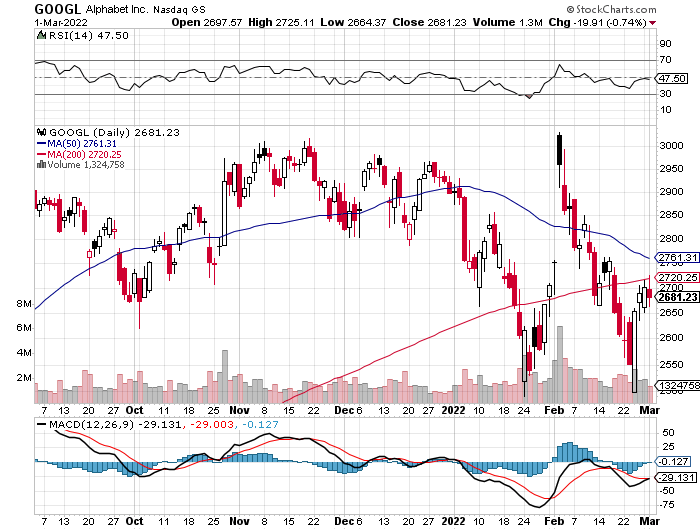 GOOGL Alphabet Inc. Nasdaq GS © StockCharts.com
1-Mar-2022 Open 2697.57 High 2725.11 Low 2664.37 Close 2681.23 Volume 1.3M Chg -19.91 (-0.74%)
RSI(14) 47.50
90
70
47.50
30
10
GOOGL (Daily) 2681.23
MA(50) 2761.31
MA(200) 2720.25
Volume 1,324,758
3000
2950
2900
2850
2800
2761.31
2720.25
2700
2681.23
8M
2650
6M
2600
4M
2550
2M
1324758
7 13 20 27 Oct 11 18 25 Nov 8 15 22 Dec 6 13 20 27 2022 10 18 24 Feb 7 14 22 Mar
MACD(12,26,9) -29.131, -29.003, -0.127
50
25
-0.127
-29.131
-50
-75
7 13 20 27 Oct 11 18 25 Nov 8 15 22 Dec 6 13 20 27 2022 10 18 24 Feb 7 14 22 Mar